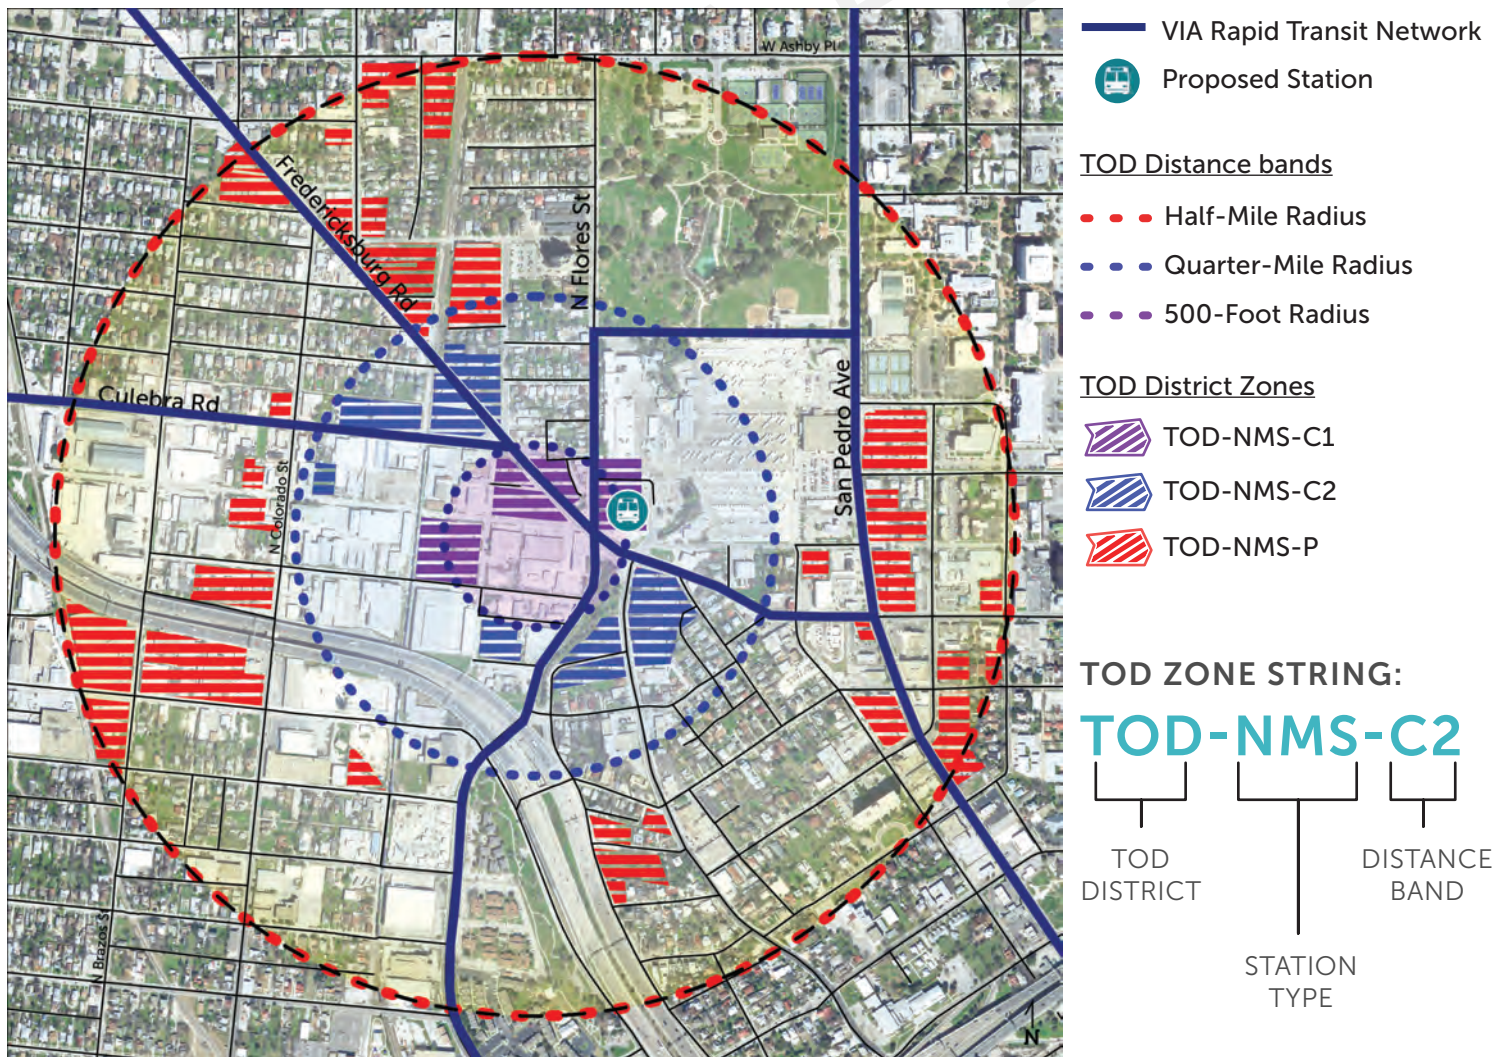 W Ashby Pl
Fredericksburg Rd
N Flores St
San Pedro Ave
Culebra Rd
N Colorado St
Brazos St
N
VIA Rapid Transit Network
Proposed Station
TOD Distance bands
Half-Mile Radius
Quarter-Mile Radius
500-Foot Radius
TOD District Zones
TOD-NMS-C1
TOD-NMS-C2
TOD-NMS-P
TOD ZONE STRING:
TOD-NMS-C2
TOD
DISTRICT
DISTANCE
BAND
STATION
TYPE